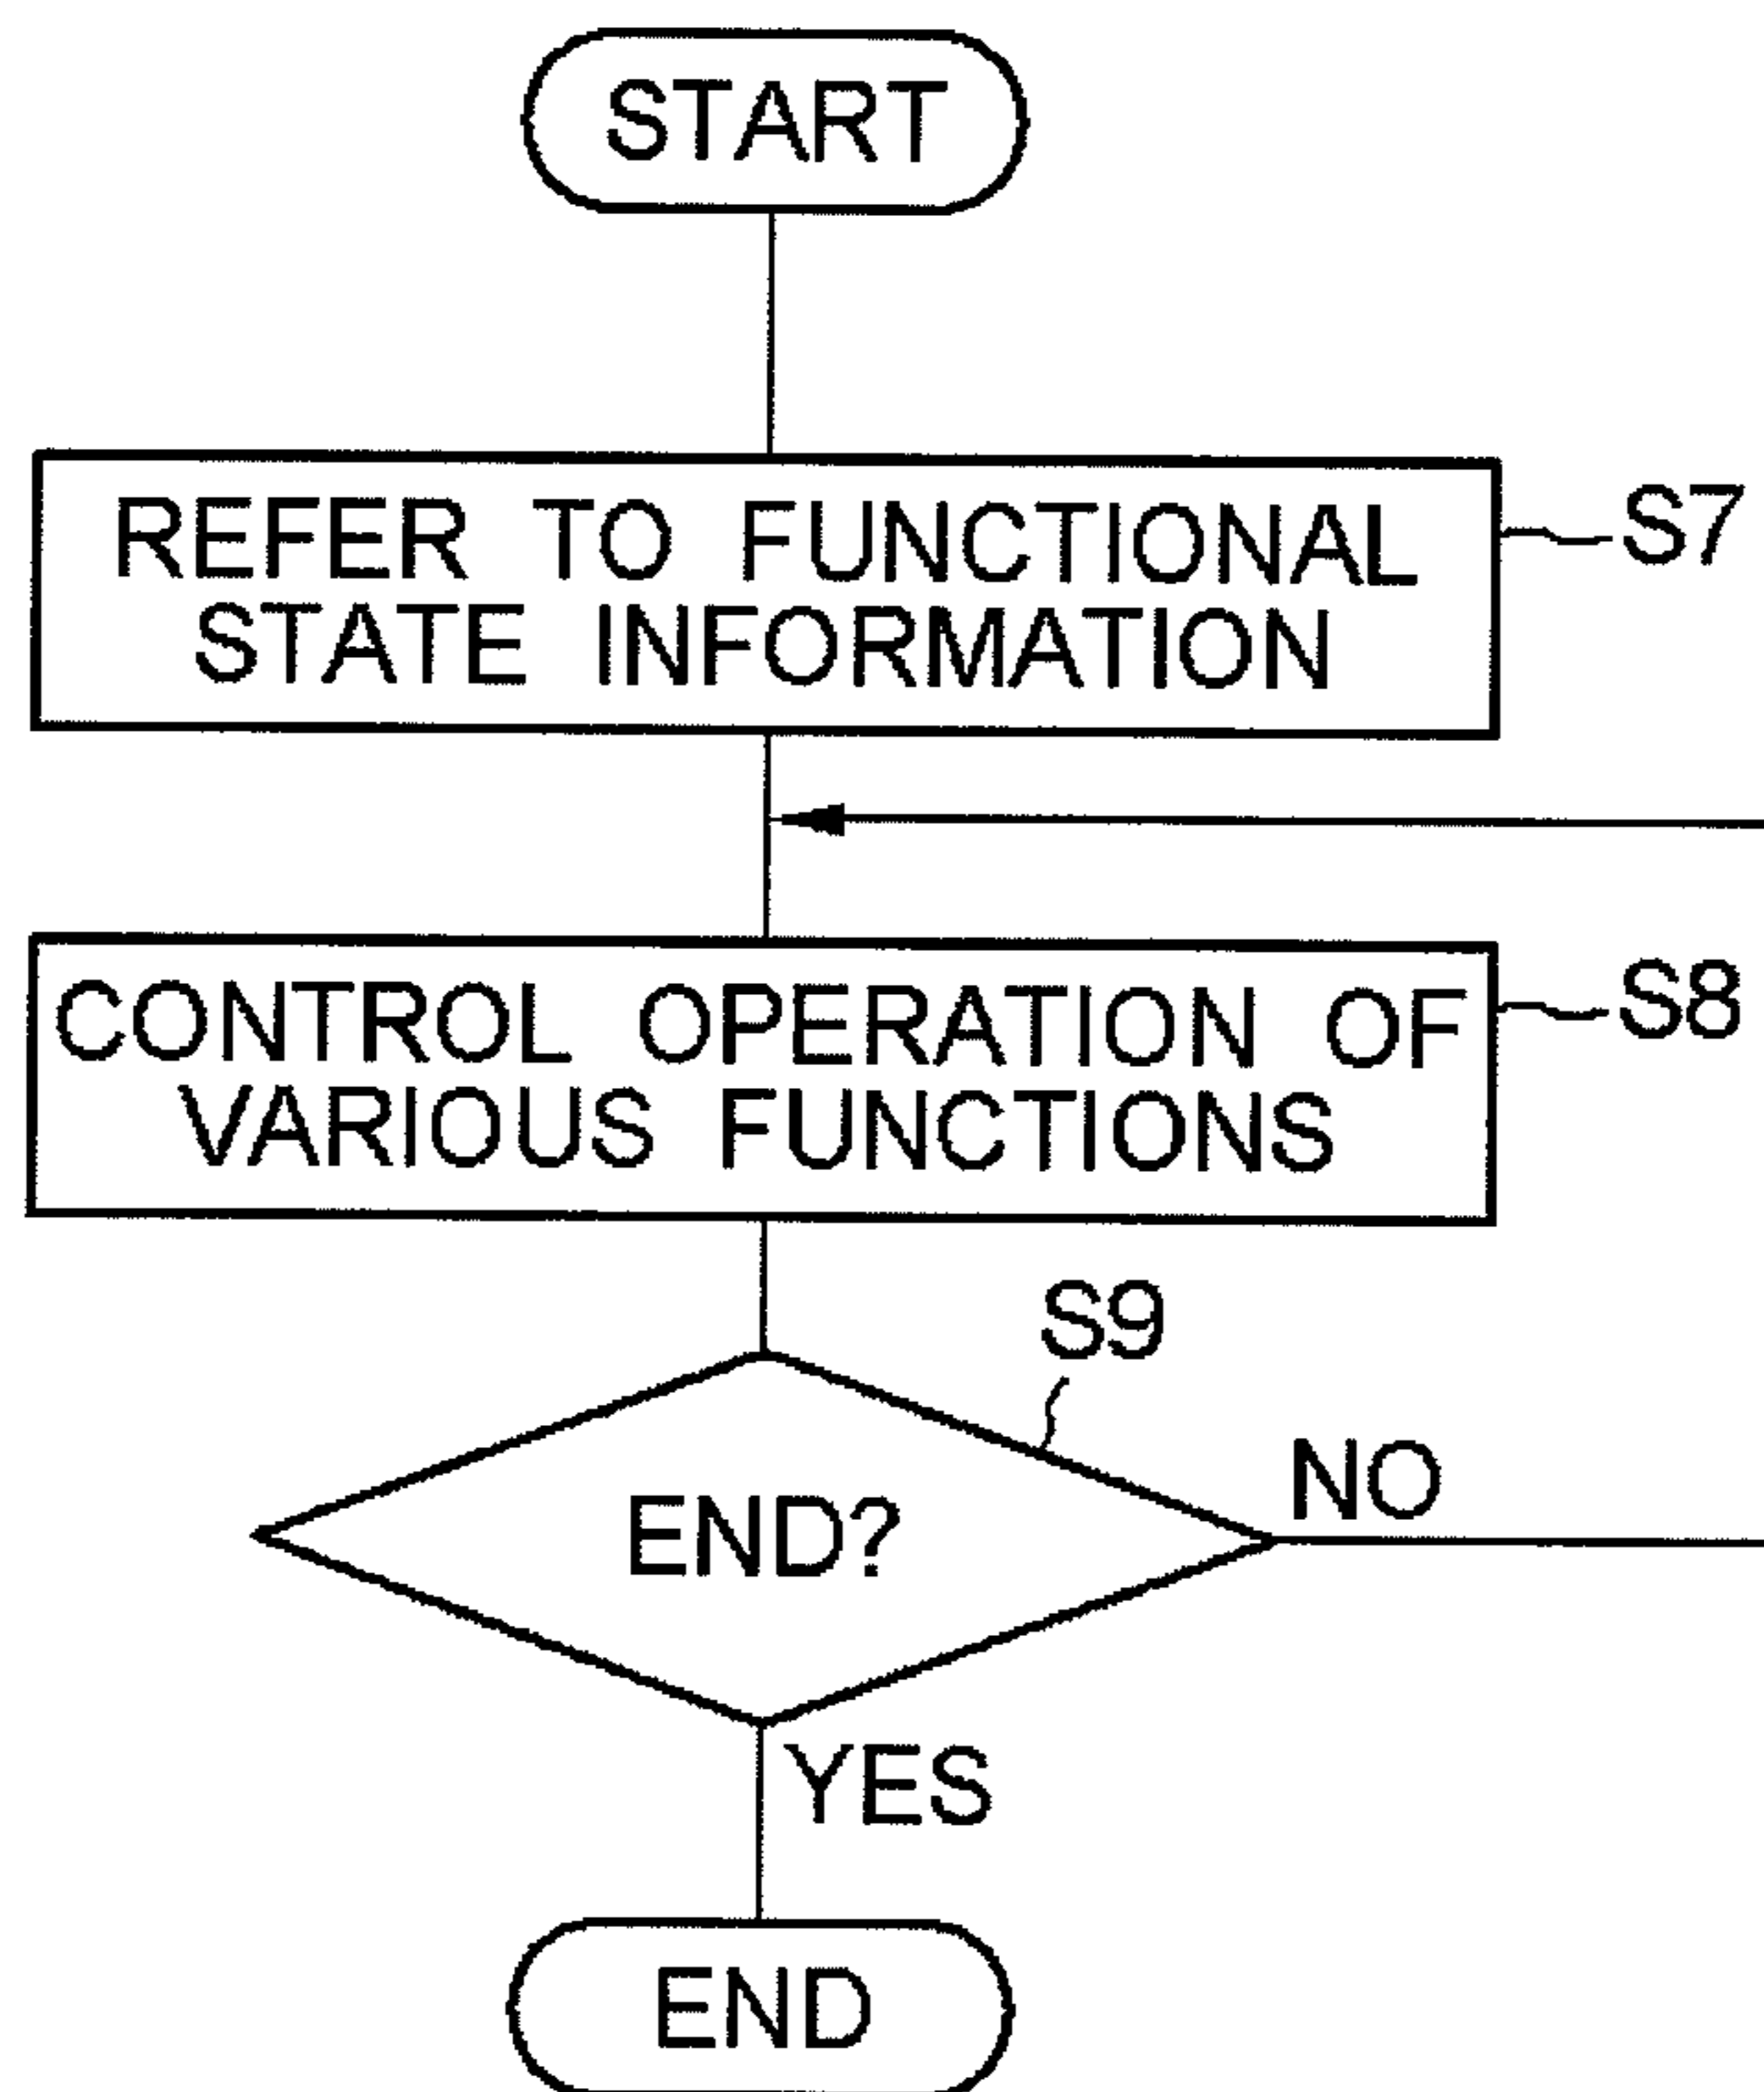 START
REFER TO FUNCTIONAL
STATE INFORMATION
S7
CONTROL OPERATION OF
VARIOUS FUNCTIONS
S8
S9
END?
NO
YES
END